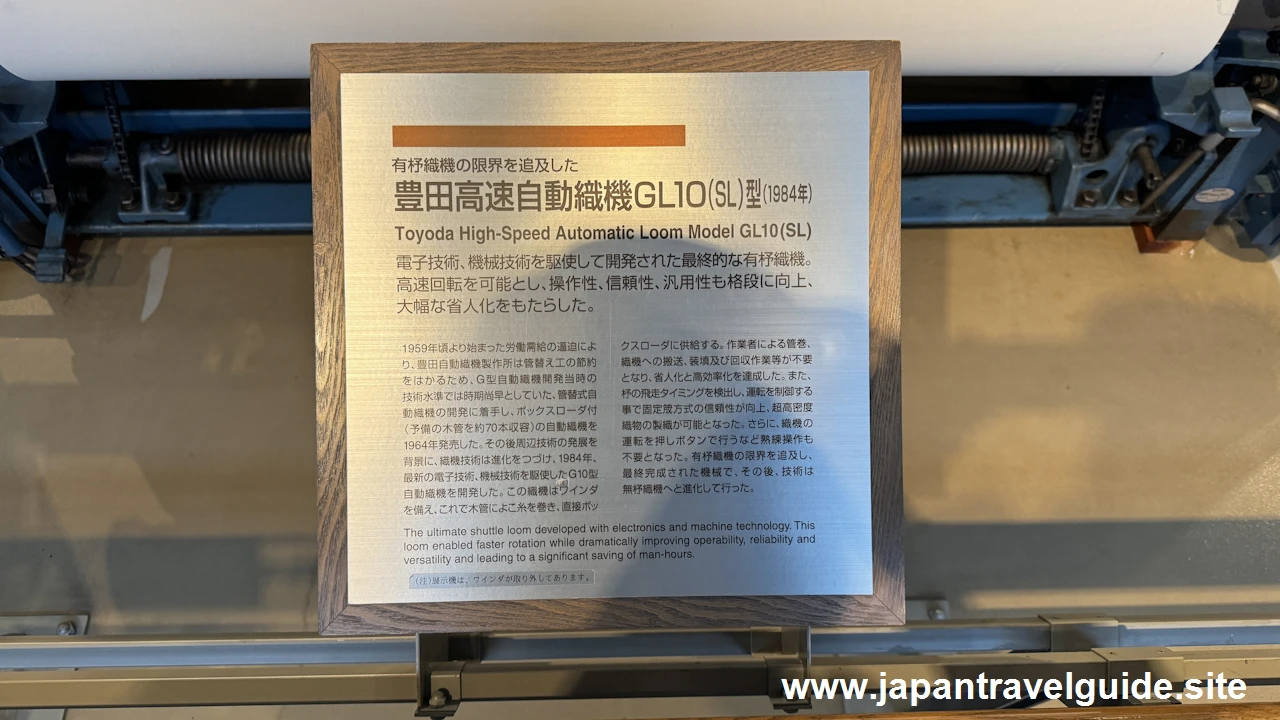 有杼織機の限界を追及した
豊田高速自動織機GL10(SL)型(1984年)
Toyoda High-Speed Automatic Loom Model GL10(SL)
電子技術、機械技術を駆使して開発された最終的な有杼織機。
高速回転を可能とし、操作性、信頼性、汎用性も格段に向上、
大幅な省人化をもたらした。
1959年頃より始まった労働需給の逼迫によ
り、豊田自動織機製作所は管替え工の節約
をはかるため、G型自動織機開発当時の
技術水準では時期尚早としていた、管替式自
動織機の開発に着手し、ボックスローダ付
(予備の木管を約70本収容)の自動織機を
1964年発売した。その後周辺技術の発展を
背景に、織機技術は進化をつづけ、1984年、
最新の電子技術、機械技術を駆使したG10型
自動織機を開発した。この織機はワインダ
を備え、これで木管によこ糸を巻き、直接ボッ
クスローダに供給する。作業者による管巻、
織機への搬送、装填及び回収作業等が不要
となり、省人化と高効率化を達成した。また、
杼の飛走タイミングを検出し、運転を制御する
事で固定筬方式の信頼性が向上、超高密度
織物の製織が可能となった。さらに、織機の
運転を押しボタンで行うなど熟練操作も
不要となった。有杼織機の限界を追及し、
最終完成された機械で、その後、技術は
無杼織機へと進化して行った。
The ultimate shuttle loom developed with electronics and machine technology. This
loom enabled faster rotation while dramatically improving operability, reliability and
versatility and leading to a significant saving of man-hours.
(注)展示機は、ワインダが取り外してあります。
www.japantravelguide.site